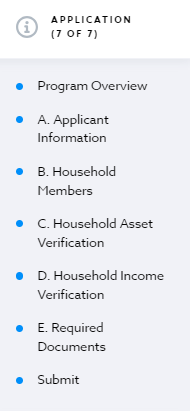 APPLICATION
(7 OF 7)
Program Overview
A. Applicant
Information
B. Household
Members
C. Household Asset
Verification
D. Household Income
Verification
E. Required
Documents
Submit